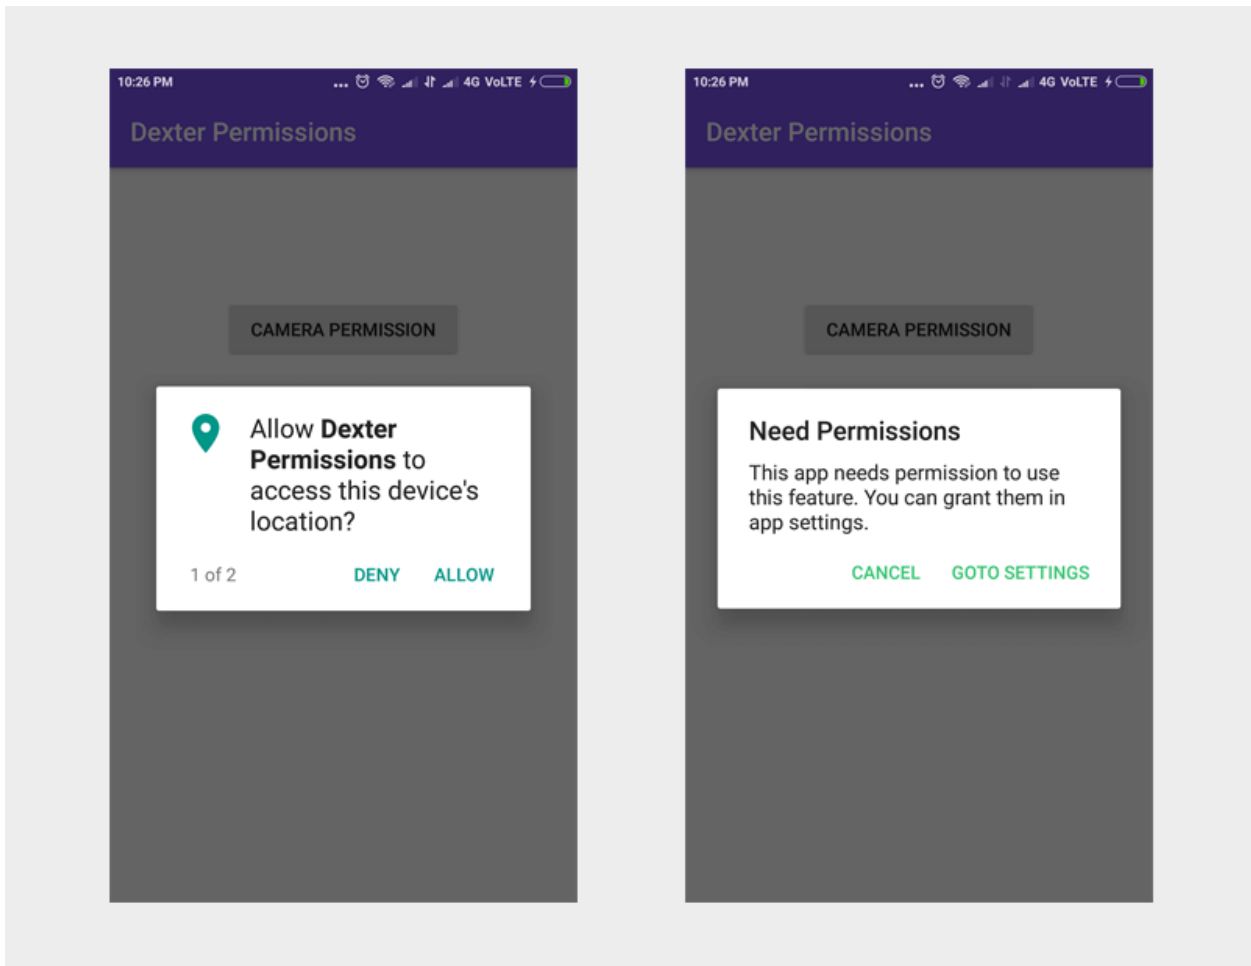 10:26 PM
... 4G VoLTE
Dexter Permissions
CAMERA PERMISSION
Allow Dexter
Permissions to
access this device's
location?
1 of 2 DENY ALLOW
10:26 PM
... 4G VoLTE
Dexter Permissions
CAMERA PERMISSION
Need Permissions
This app needs permission to use
this feature. You can grant them in
app settings.
CANCEL GOTO SETTINGS